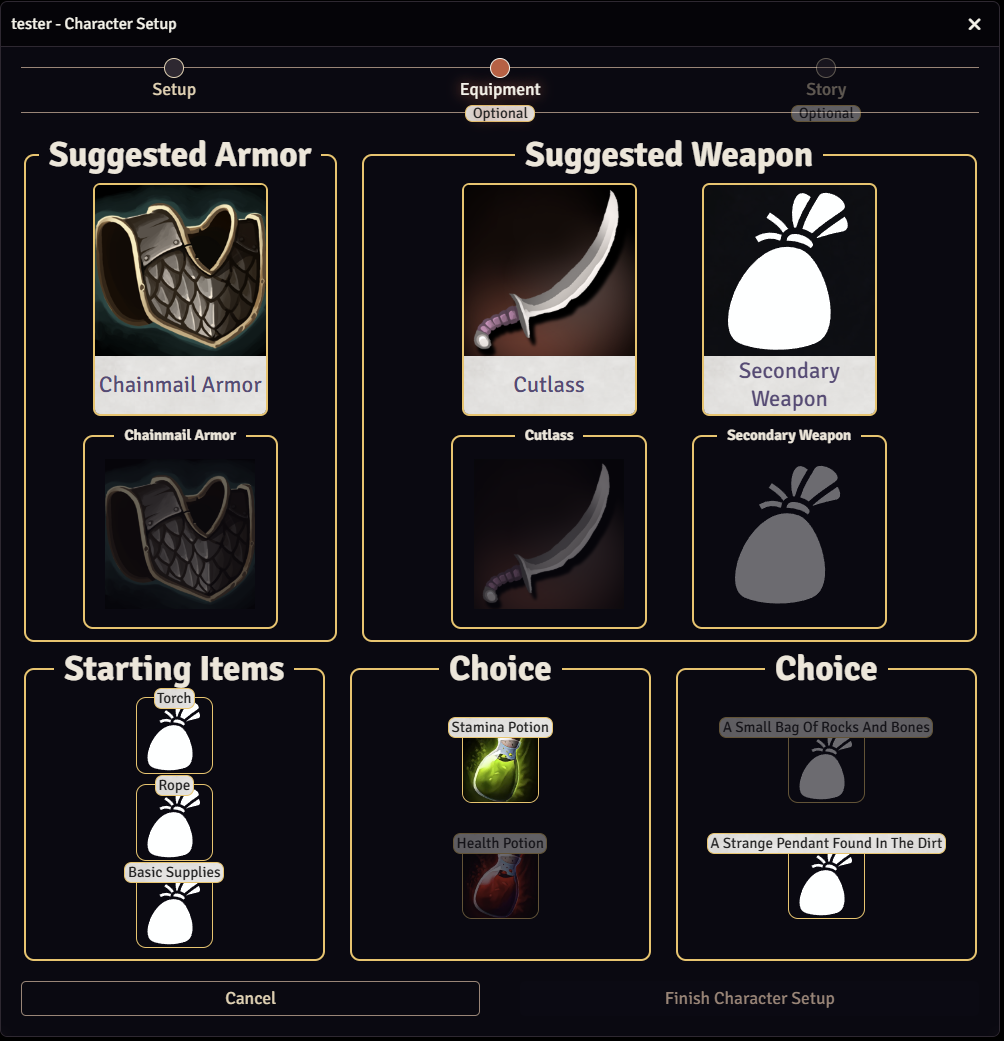 tester - Character Setup
Setup
Equipment
Story
Optional
Optional
Suggested Armor
Suggested Weapon
Chainmail Armor
Cutlass
Secondary
Weapon
Chainmail Armor
Cutlass
Secondary Weapon
Starting Items
Choice
Choice
Torch
Rope
Basic Supplies
Stamina Potion
Health Potion
A Small Bag Of Rocks And Bones
A Strange Pendant Found In The Dirt
Cancel
Finish Character Setup